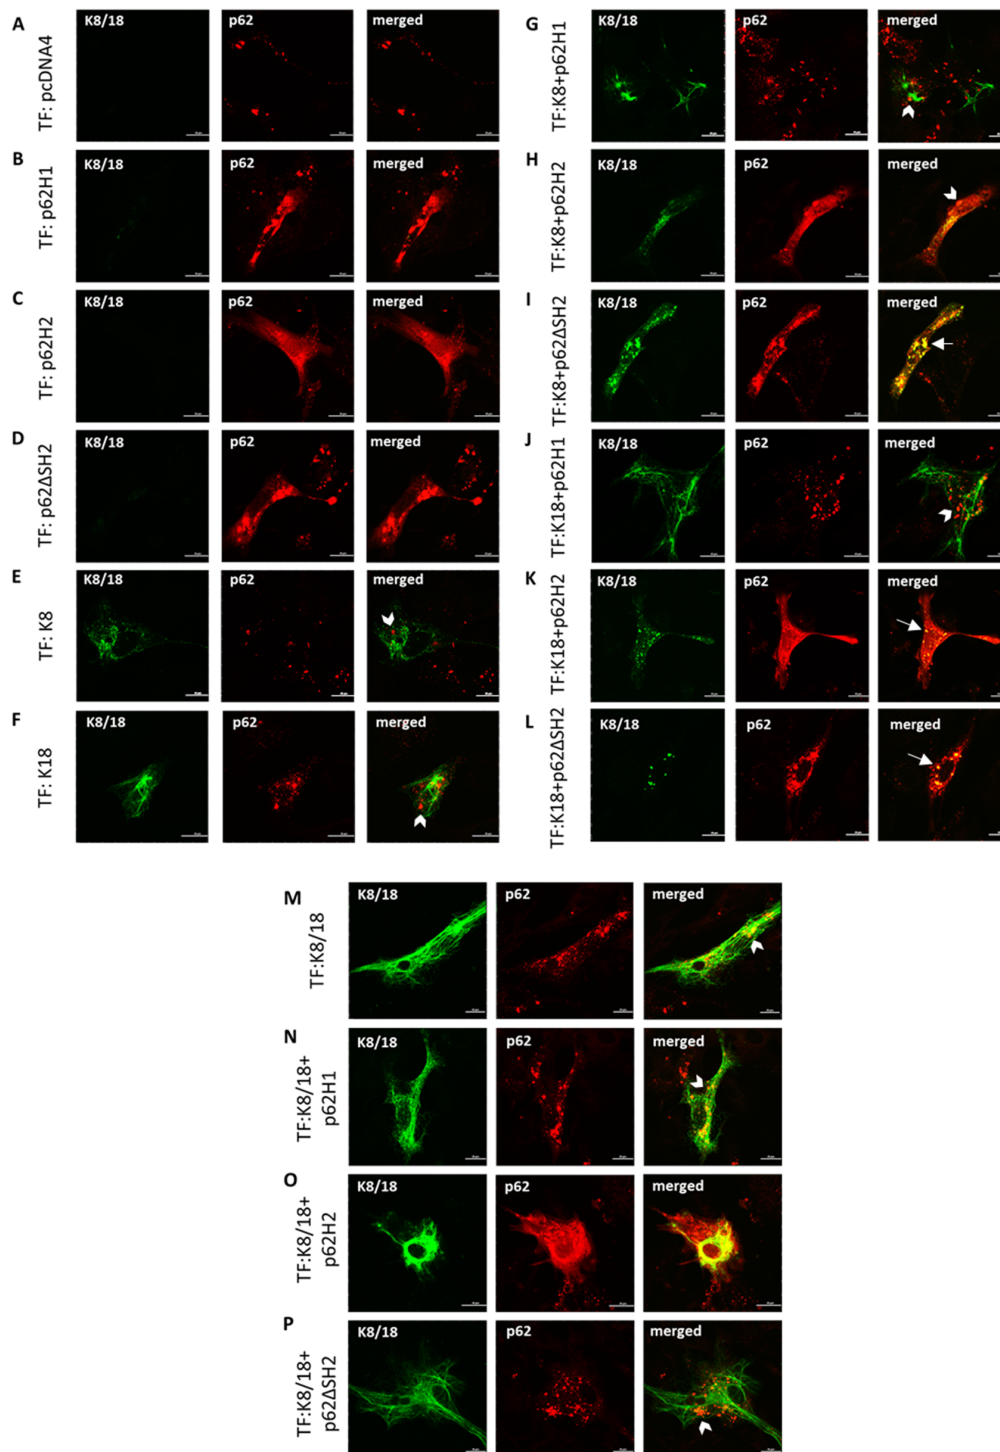 A
TF: pcDNA4
K8/18
p62
merged
B
TF: p62H1
K8/18
p62
merged
C
TF: p62H2
K8/18
p62
merged
D
TF: p62ΔSH2
K8/18
p62
merged
E
TF: K8
K8/18
p62
merged
F
TF: K18
K8/18
p62
merged
G
TF:K8+p62H1
K8/18
p62
merged
H
TF:K8+p62H2
K8/18
p62
merged
I
TF:K8+p62ΔSH2
K8/18
p62
merged
J
TF:K18+p62H1
K8/18
p62
merged
K
TF:K18+p62H2
K8/18
p62
merged
L
TF:K18+p62ΔSH2
K8/18
p62
merged
M
TF:K8/18
K8/18
p62
merged
N
TF:K8/18+
p62H1
K8/18
p62
merged
O
TF:K8/18+
p62H2
K8/18
p62
merged
P
TF:K8/18+
p62ΔSH2
K8/18
p62
merged